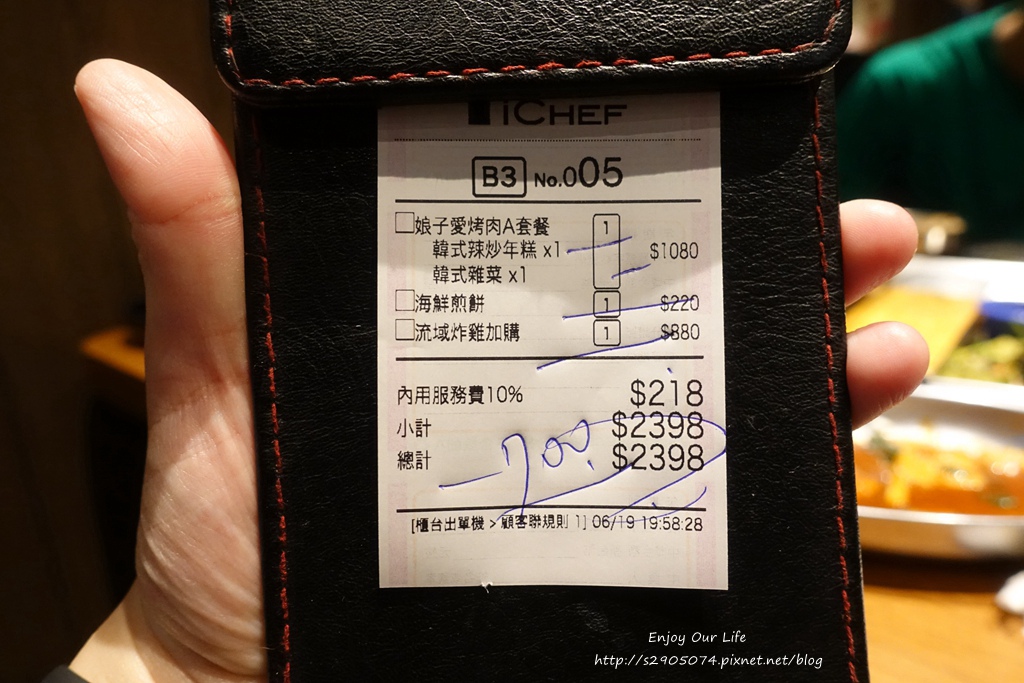 iCHEF
B3 No.005
娘子愛烤肉A套餐 1
韓式辣炒年糕 x1 $1080
韓式雜菜 x1
海鮮煎餅 1 $220
流域炸雞加購 1 $880
內用服務費10% $218
小計 $2398
總計 $2398
-700
[櫃台出單機 > 顧客聯規則 1] 06/19 19:58:28
Enjoy Our Life
http://s2905074.pixnet.net/blog